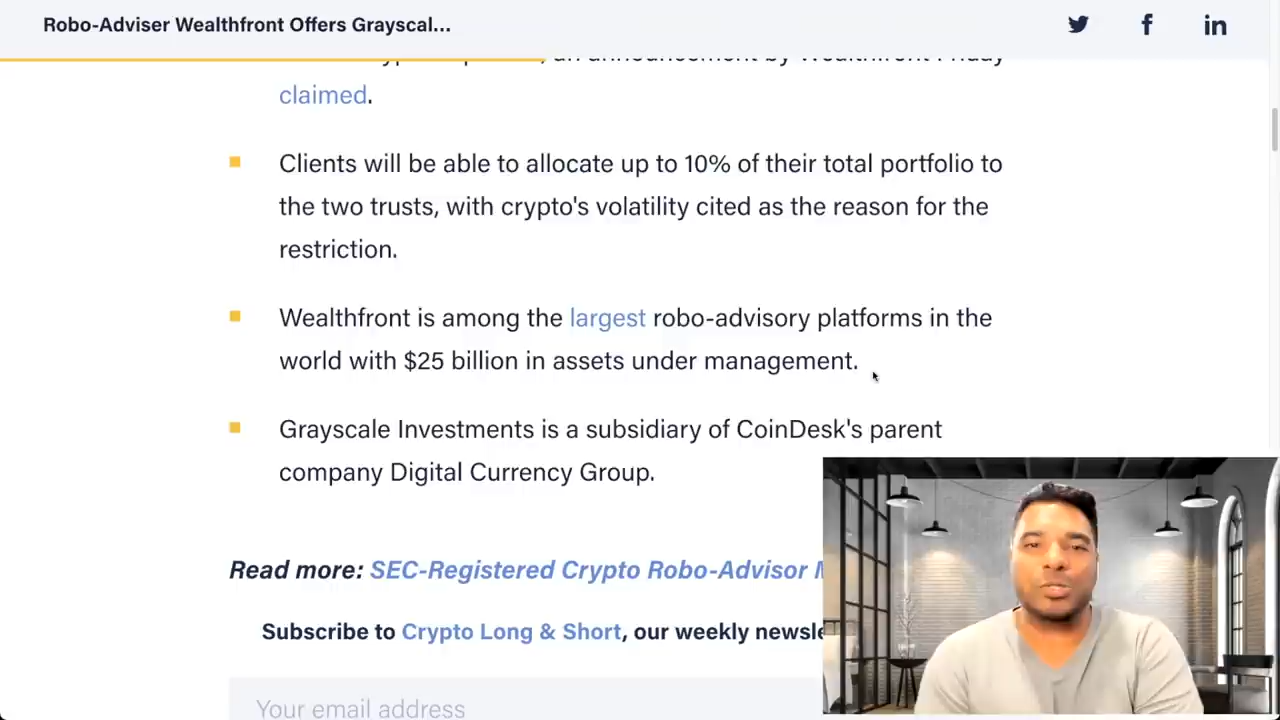 Robo-Adviser Wealthfront Offers Grayscal...
claimed.
Clients will be able to allocate up to 10% of their total portfolio to
the two trusts, with crypto's volatility cited as the reason for the
restriction.
Wealthfront is among the largest robo-advisory platforms in the
world with $25 billion in assets under management.
Grayscale Investments is a subsidiary of CoinDesk's parent
company Digital Currency Group.
Read more: SEC-Registered Crypto Robo-Advisor
Subscribe to Crypto Long & Short, our weekly
Your email address